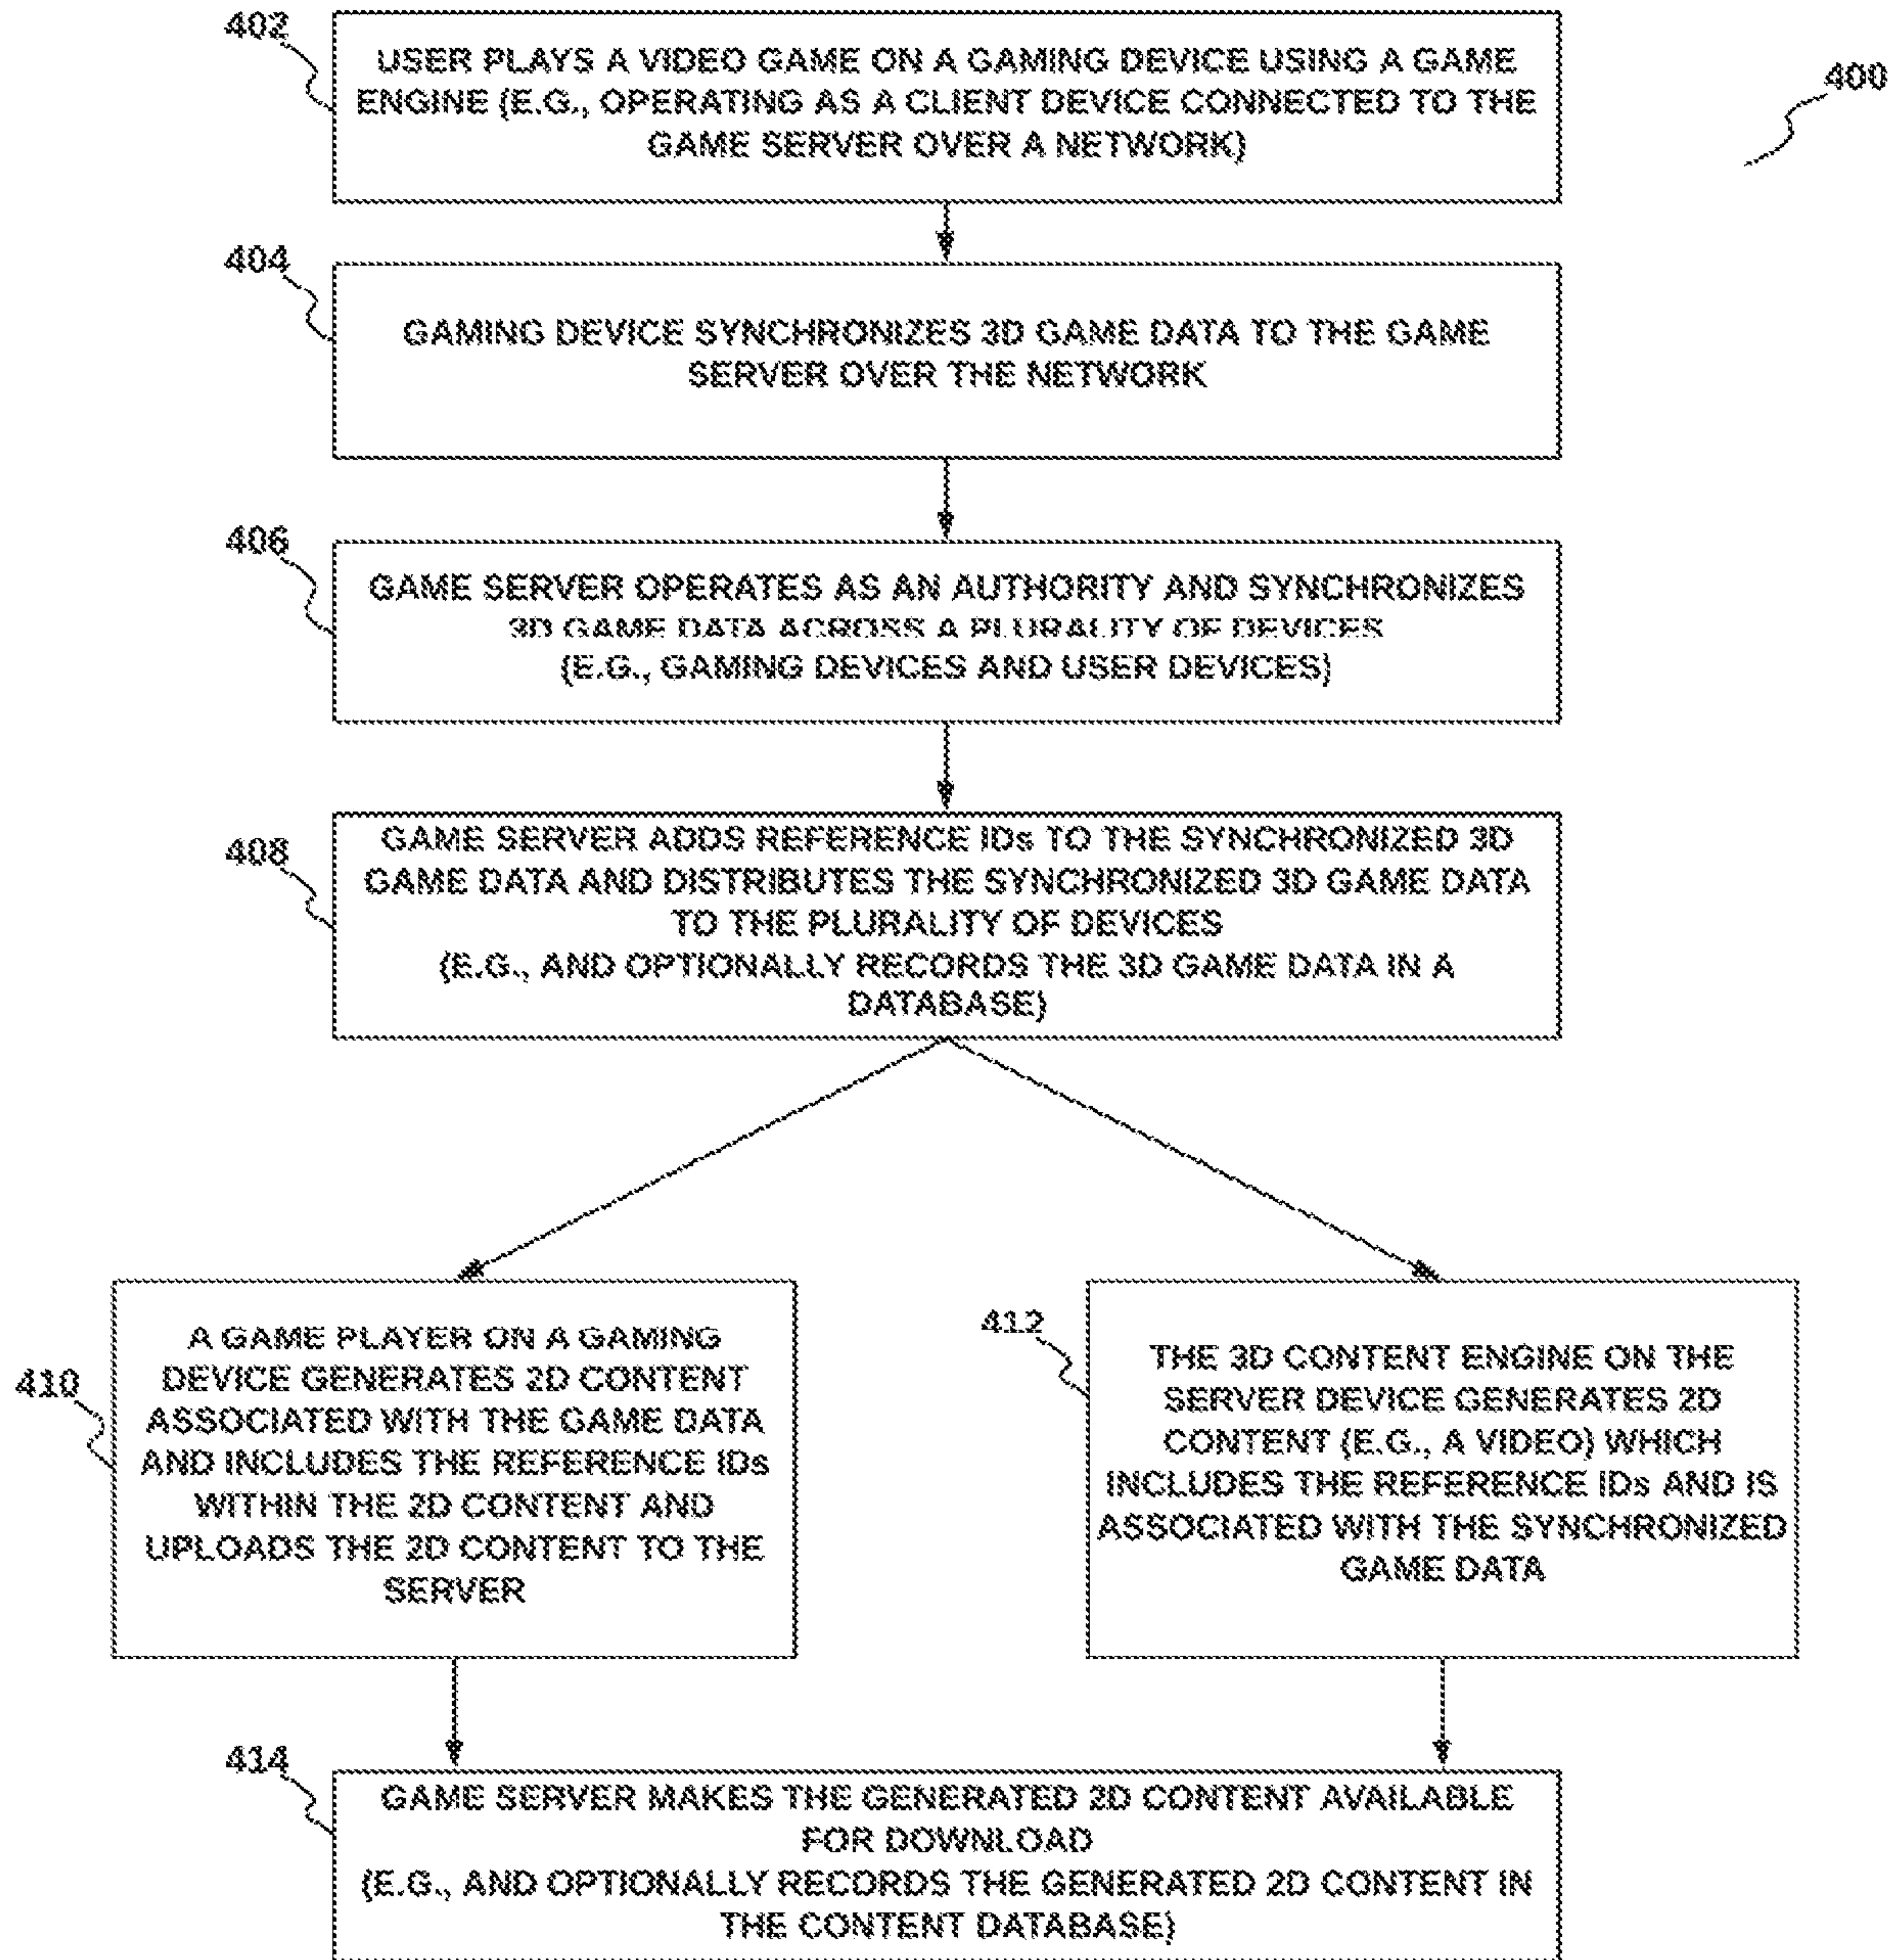 402
USER PLAYS A VIDEO GAME ON A GAMING DEVICE USING A GAME
ENGINE (E.G., OPERATING AS A CLIENT DEVICE CONNECTED TO THE
GAME SERVER OVER A NETWORK)
400
404
GAMING DEVICE SYNCHRONIZES 3D GAME DATA TO THE GAME
SERVER OVER THE NETWORK
406
GAME SERVER OPERATES AS AN AUTHORITY AND SYNCHRONIZES
3D GAME DATA ACROSS A PLURALITY OF DEVICES
(E.G., GAMING DEVICES AND USER DEVICES)
408
GAME SERVER ADDS REFERENCE IDs TO THE SYNCHRONIZED 3D
GAME DATA AND DISTRIBUTES THE SYNCHRONIZED 3D GAME DATA
TO THE PLURALITY OF DEVICES
(E.G., AND OPTIONALLY RECORDS THE 3D GAME DATA IN A
DATABASE)
410
A GAME PLAYER ON A GAMING
DEVICE GENERATES 2D CONTENT
ASSOCIATED WITH THE GAME DATA
AND INCLUDES THE REFERENCE IDs
WITHIN THE 2D CONTENT AND
UPLOADS THE 2D CONTENT TO THE
SERVER
412
THE 3D CONTENT ENGINE ON THE
SERVER DEVICE GENERATES 2D
CONTENT (E.G., A VIDEO) WHICH
INCLUDES THE REFERENCE IDs AND IS
ASSOCIATED WITH THE SYNCHRONIZED
GAME DATA
414
GAME SERVER MAKES THE GENERATED 2D CONTENT AVAILABLE
FOR DOWNLOAD
(E.G., AND OPTIONALLY RECORDS THE GENERATED 2D CONTENT IN
THE CONTENT DATABASE)